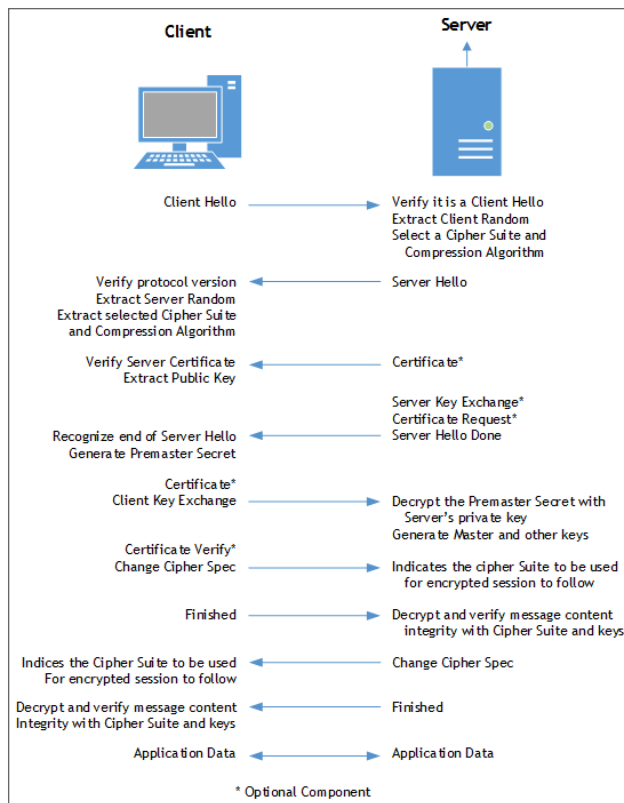 Client
Server
Client Hello
Verify it is a Client Hello
Extract Client Random
Select a Cipher Suite and
Compression Algorithm
Verify protocol version
Extract Server Random
Extract selected Cipher Suite
and Compression Algorithm
Server Hello
Verify Server Certificate
Extract Public Key
Certificate*
Server Key Exchange*
Certificate Request*
Server Hello Done
Recognize end of Server Hello
Generate Premaster Secret
Certificate*
Client Key Exchange
Decrypt the Premaster Secret with
Server's private key
Generate Master and other keys
Certificate Verify*
Change Cipher Spec
Indicates the cipher Suite to be used
for encrypted session to follow
Finished
Decrypt and verify message content
integrity with Cipher Suite and keys
Indices the Cipher Suite to be used
For encrypted session to follow
Change Cipher Spec
Decrypt and verify message content
Integrity with Cipher Suite and keys
Finished
Application Data
Application Data
* Optional Component